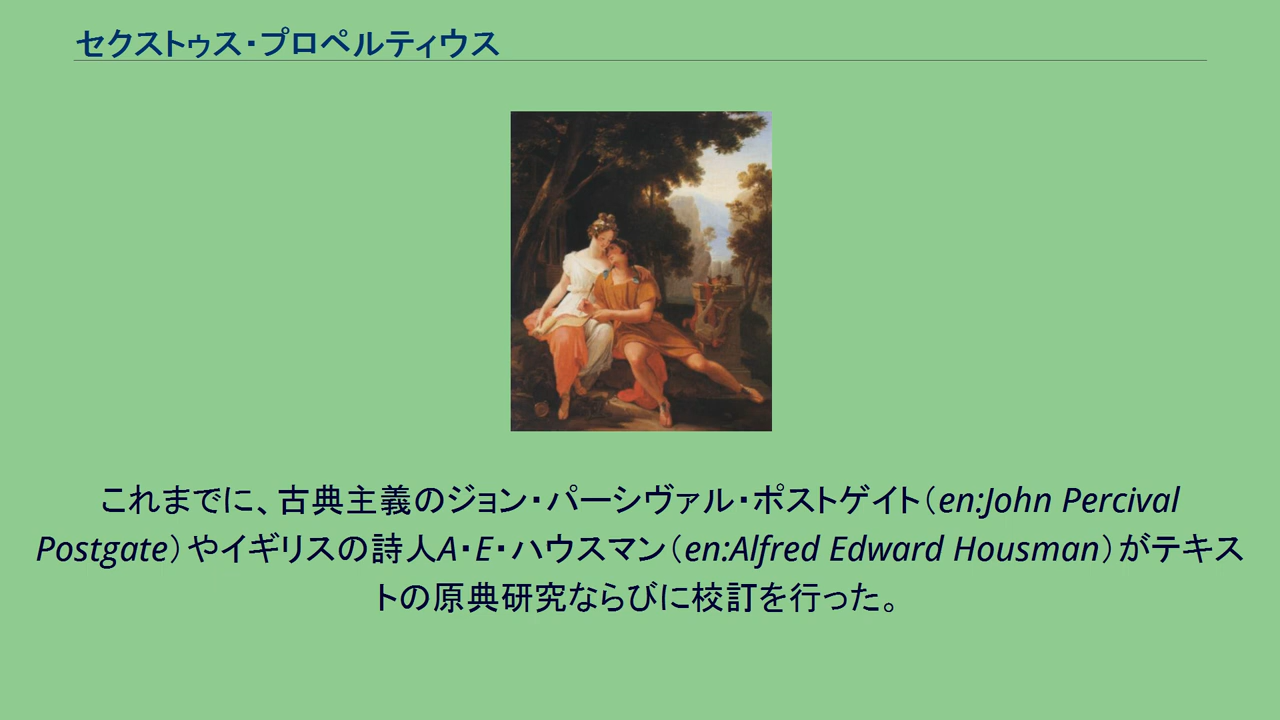 セクストゥス・プロペルティウス
これまでに、古典主義のジョン・パーシヴァル・ポストゲイト（en:John Percival
Postgate）やイギリスの詩人A・E・ハウスマン（en:Alfred Edward Housman）がテキス
トの原典研究ならびに校訂を行った。